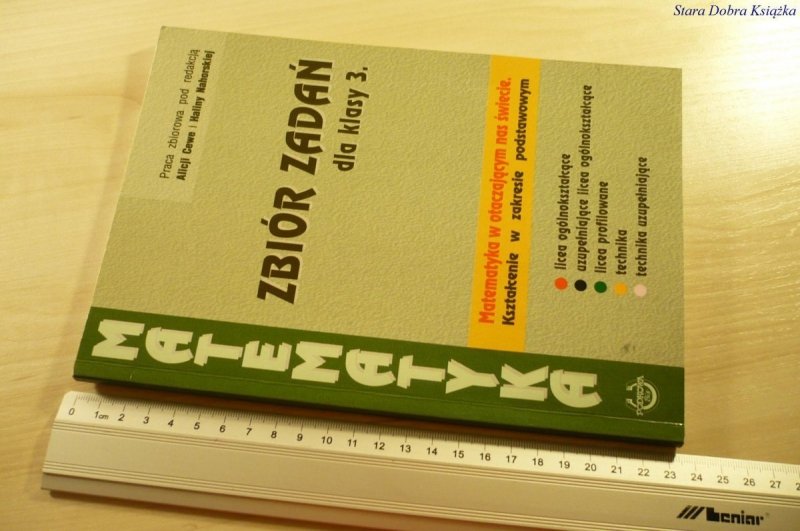 Stara Dobra Książka
Praca zbiorowa pod redakcją
Alicji Cewe i Haliny Nahorskiej
ZBIÓR ZADAŃ
dla klasy 3.
Matematyka w otaczającym nas świecie.
Kształcenie w zakresie podstawowym
licea ogólnokształcące
uzupełniające licea ogólnokształcące
licea profilowane
technika
technika uzupełniające
MATEMATYKA
0 1cm 2 3 4 5 6 7 8 9 10 11 12 13 14 15 16 17 18 19 20 21 22 23 24 25 26 27
Leniar